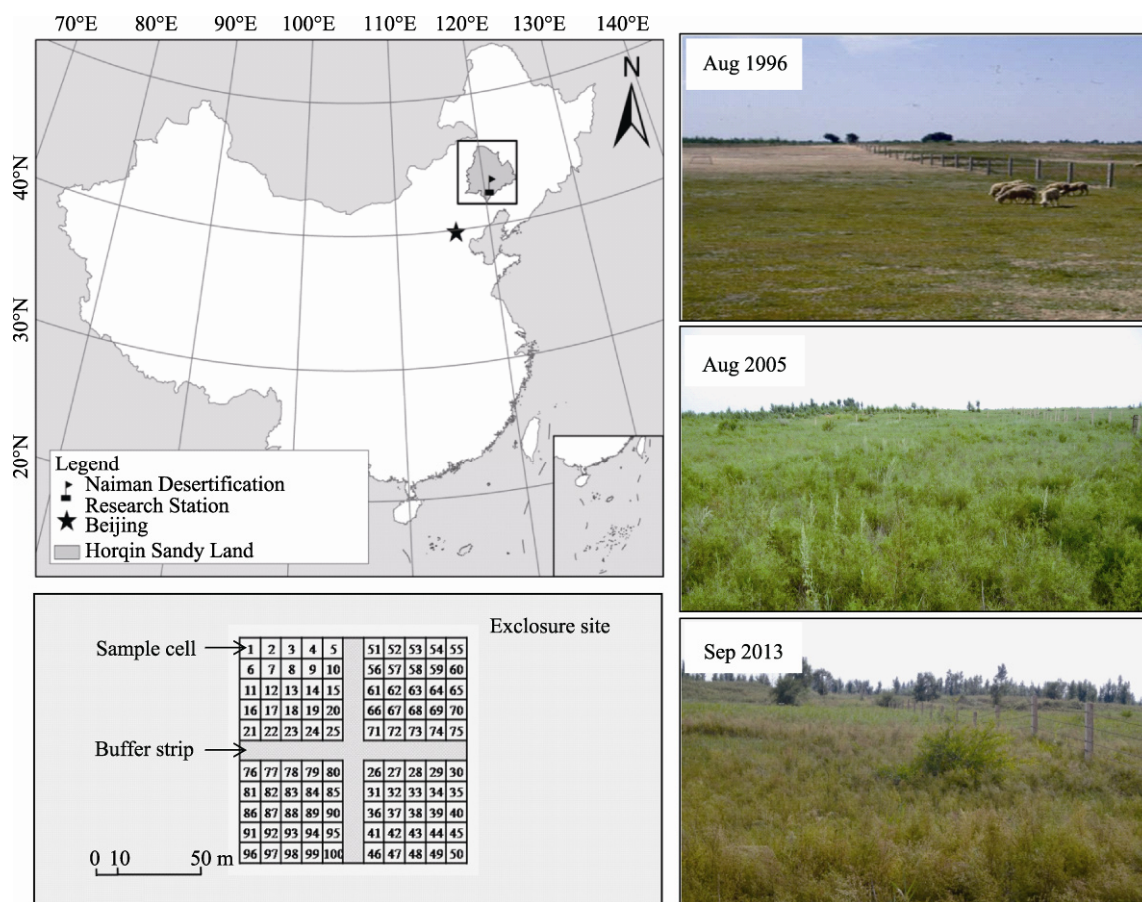 70°E 80°E 90°E 100°E 110°E 120°E 130°E 140°E
N
40°N
30°N
20°N
Legend
Naiman Desertification
Research Station
Beijing
Horqin Sandy Land
Aug 1996
Aug 2005
Sep 2013
Exclosure site
Sample cell
Buffer strip
1 2 3 4 5 51 52 53 54 55
6 7 8 9 10 56 57 58 59 60
11 12 13 14 15 61 62 63 64 65
16 17 18 19 20 66 67 68 69 70
21 22 23 24 25 71 72 73 74 75
76 77 78 79 80 26 27 28 29 30
81 82 83 84 85 31 32 33 34 35
86 87 88 89 90 36 37 38 39 40
91 92 93 94 95 41 42 43 44 45
96 97 98 99 100 46 47 48 49 50
0 10 50 m